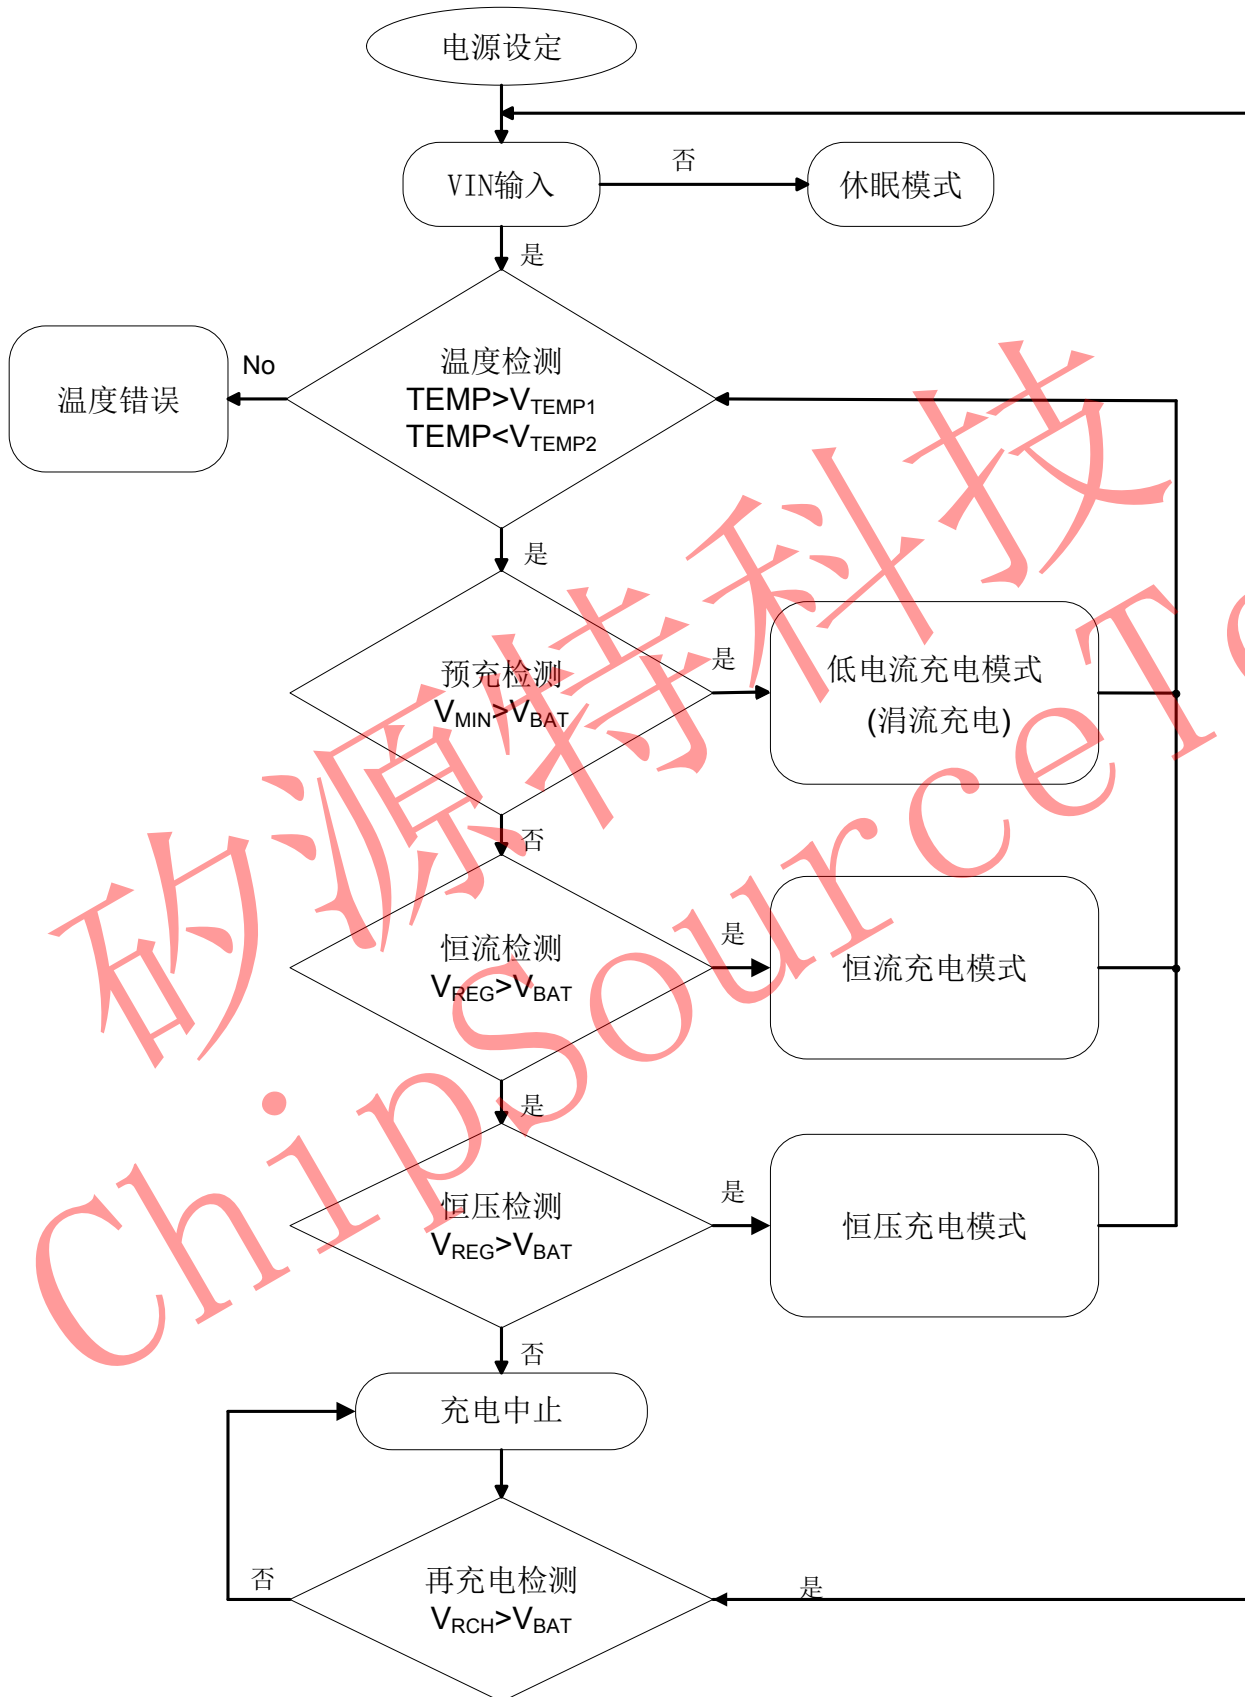 电源设定
VIN输入
否
休眠模式
是
温度检测
TEMP>VTEMP1
TEMP<VTEMP2
No
温度错误
是
预充检测
VMIN>VBAT
是
低电流充电模式
(涓流充电)
否
恒流检测
VREG>VBAT
是
恒流充电模式
是
恒压检测
VREG>VBAT
是
恒压充电模式
否
充电中止
再充电检测
VRCH>VBAT
否
是
矽源特科技
ChipSourceTe